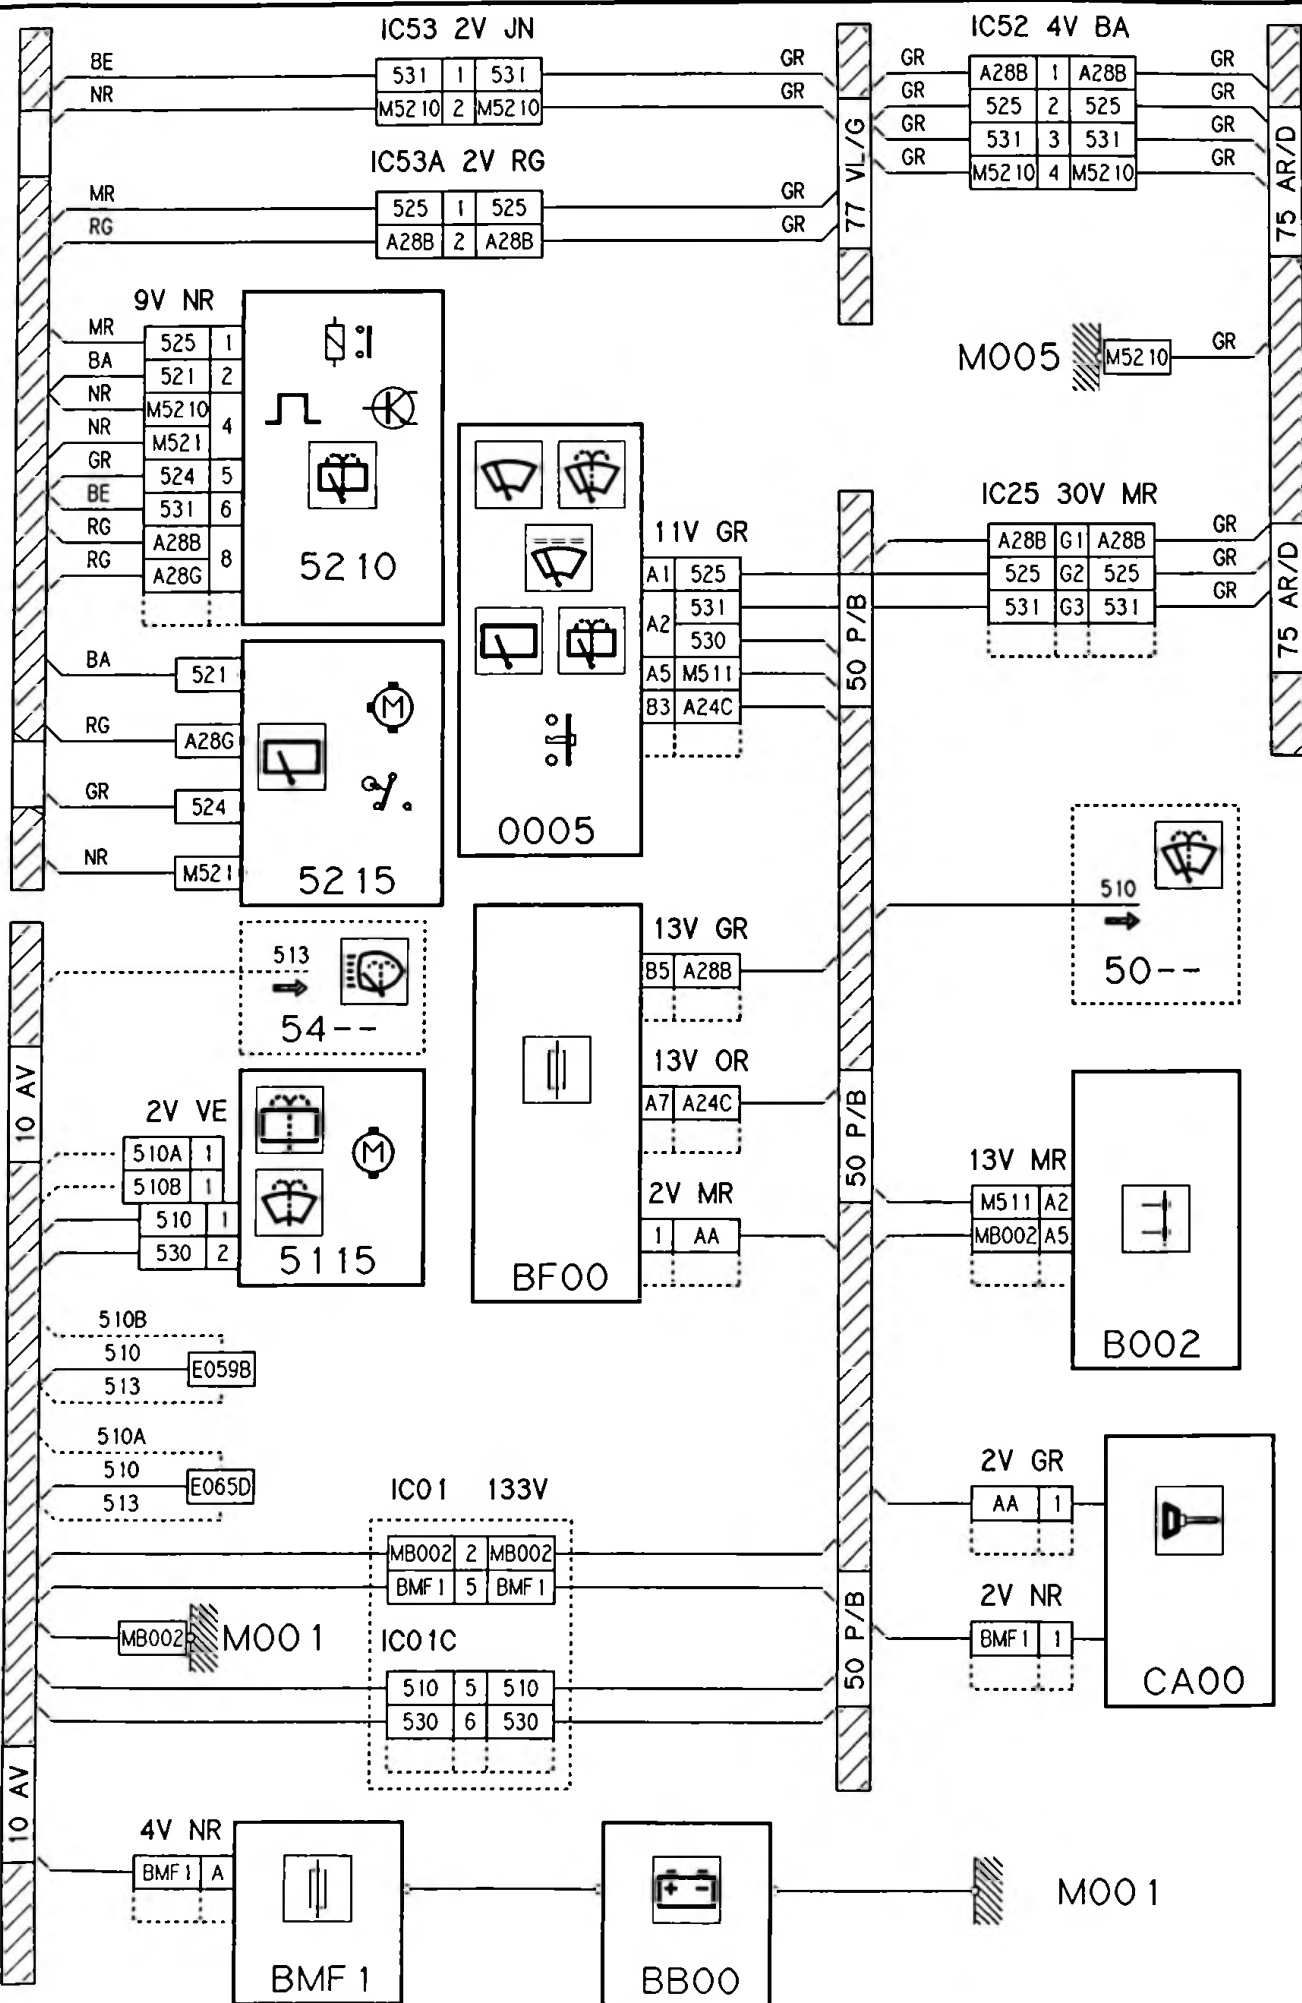 IC53 2V JN
BE 531 1 531 GR
NR M5210 2 M5210 GR
IC53A 2V RG
MR 525 1 525 GR
RG A28B 2 A28B GR
77 VL/G
IC52 4V BA
GR A28B 1 A28B GR
GR 525 2 525 GR
GR 531 3 531 GR
GR M5210 4 M5210 GR
75 AR/D
M005 M5210 GR
9V NR
MR 525 1
BA 521 2
NR M5210 4
NR M521
GR 524 5
BE 531 6
RG A28B 8
RG A28G
5210
BA 521
RG A28G
GR 524
NR M521
M
5215
11V GR
A1 525
A2 531
530
A5 M511
B3 A24C
0005
50 P/B
IC25 30V MR
A28B G1 A28B GR
525 G2 525 GR
531 G3 531 GR
75 AR/D
510
50--
513
54--
10 AV
2V VE
510A 1
510B 1
510 1
530 2
M
5115
13V GR
B5 A28B
13V OR
A7 A24C
2V MR
1 AA
BF00
50 P/B
13V MR
M511 A2
MB002 A5
B002
510B
510 E059B
513
510A
510 E065D
513
IC01 133V
MB002 2 MB002
BMF1 5 BMF1
MB002 M001
IC01C
510 5 510
530 6 530
50 P/B
2V GR
AA 1
2V NR
BMF1 1
CA00
10 AV
4V NR
BMF1 A
BMF1
+ -
BB00
M001